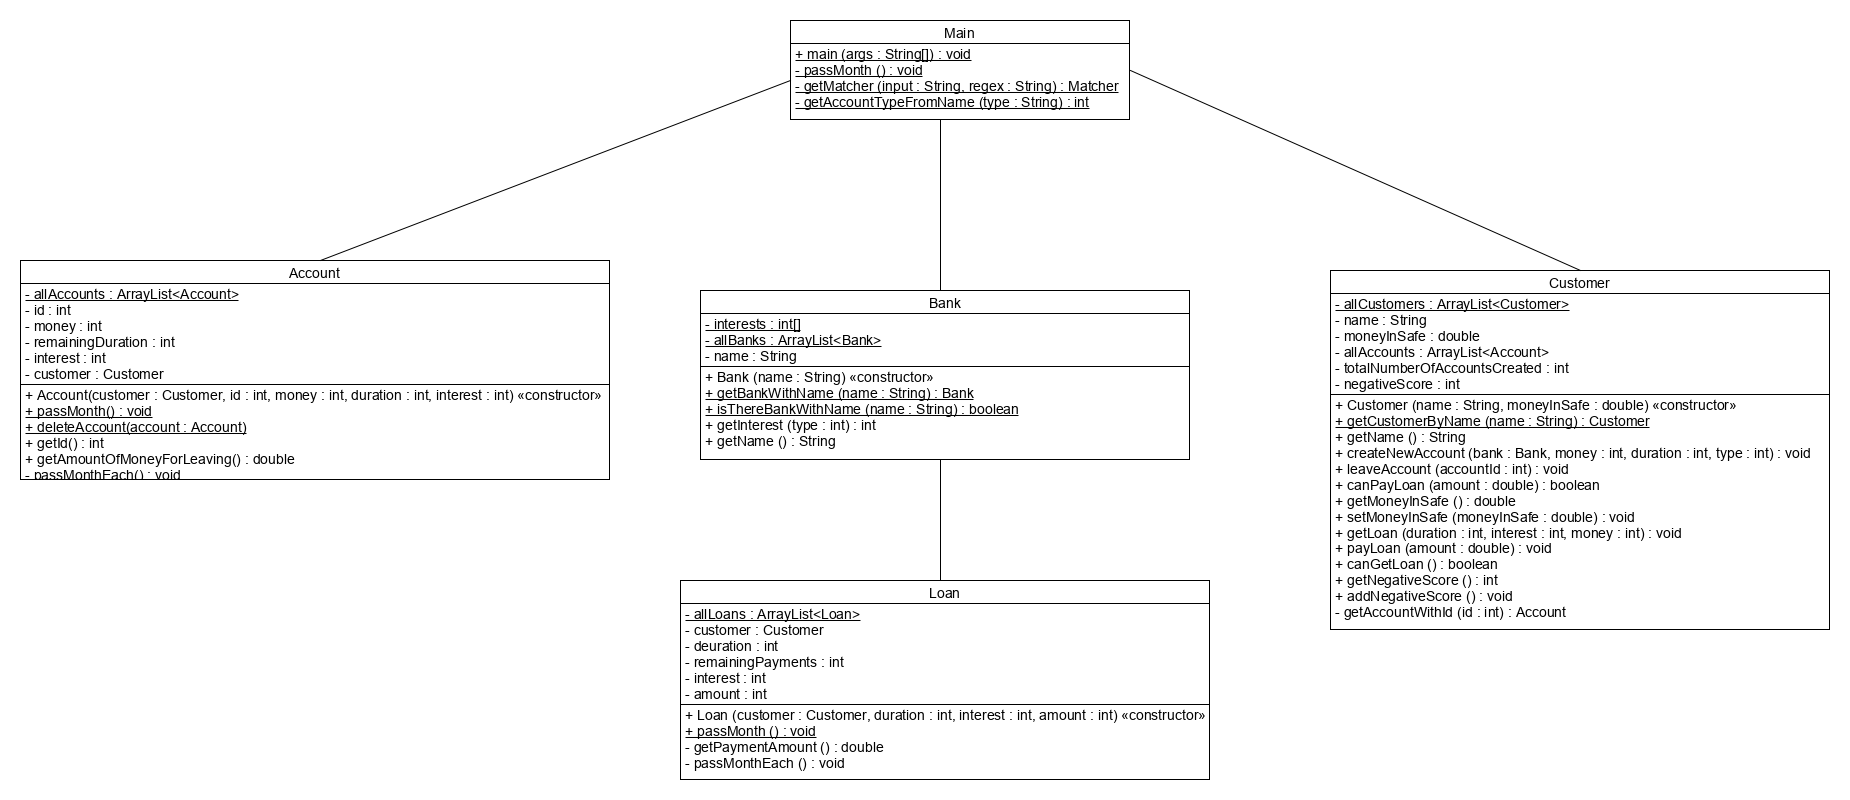 Main
+ main (args : String[]) : void
- passMonth () : void
- getMatcher (input : String, regex : String) : Matcher
- getAccountTypeFromName (type : String) : int
Account
- allAccounts : ArrayList<Account>
- id : int
- money : int
- remainingDuration : int
- interest : int
- customer : Customer
+ Account(customer : Customer, id : int, money : int, duration : int, interest : int) «constructor»
+ passMonth() : void
+ deleteAccount(account : Account)
+ getId() : int
+ getAmountOfMoneyForLeaving() : double
- passMonthEach() : void
Bank
- interests : int[]
- allBanks : ArrayList<Bank>
- name : String
+ Bank (name : String) «constructor»
+ getBankWithName (name : String) : Bank
+ isThereBankWithName (name : String) : boolean
+ getInterest (type : int) : int
+ getName () : String
Customer
- allCustomers : ArrayList<Customer>
- name : String
- moneyInSafe : double
- allAccounts : ArrayList<Account>
- totalNumberOfAccountsCreated : int
- negativeScore : int
+ Customer (name : String, moneyInSafe : double) «constructor»
+ getCustomerByName (name : String) : Customer
+ getName () : String
+ createNewAccount (bank : Bank, money : int, duration : int, type : int) : void
+ leaveAccount (accountId : int) : void
+ canPayLoan (amount : double) : boolean
+ getMoneyInSafe () : double
+ setMoneyInSafe (moneyInSafe : double) : void
+ getLoan (duration : int, interest : int, money : int) : void
+ payLoan (amount : double) : void
+ canGetLoan () : boolean
+ getNegativeScore () : int
+ addNegativeScore () : void
- getAccountWithId (id : int) : Account
Loan
- allLoans : ArrayList<Loan>
- customer : Customer
- deuration : int
- remainingPayments : int
- interest : int
- amount : int
+ Loan (customer : Customer, duration : int, interest : int, amount : int) «constructor»
+ passMonth () : void
- getPaymentAmount () : double
- passMonthEach () : void